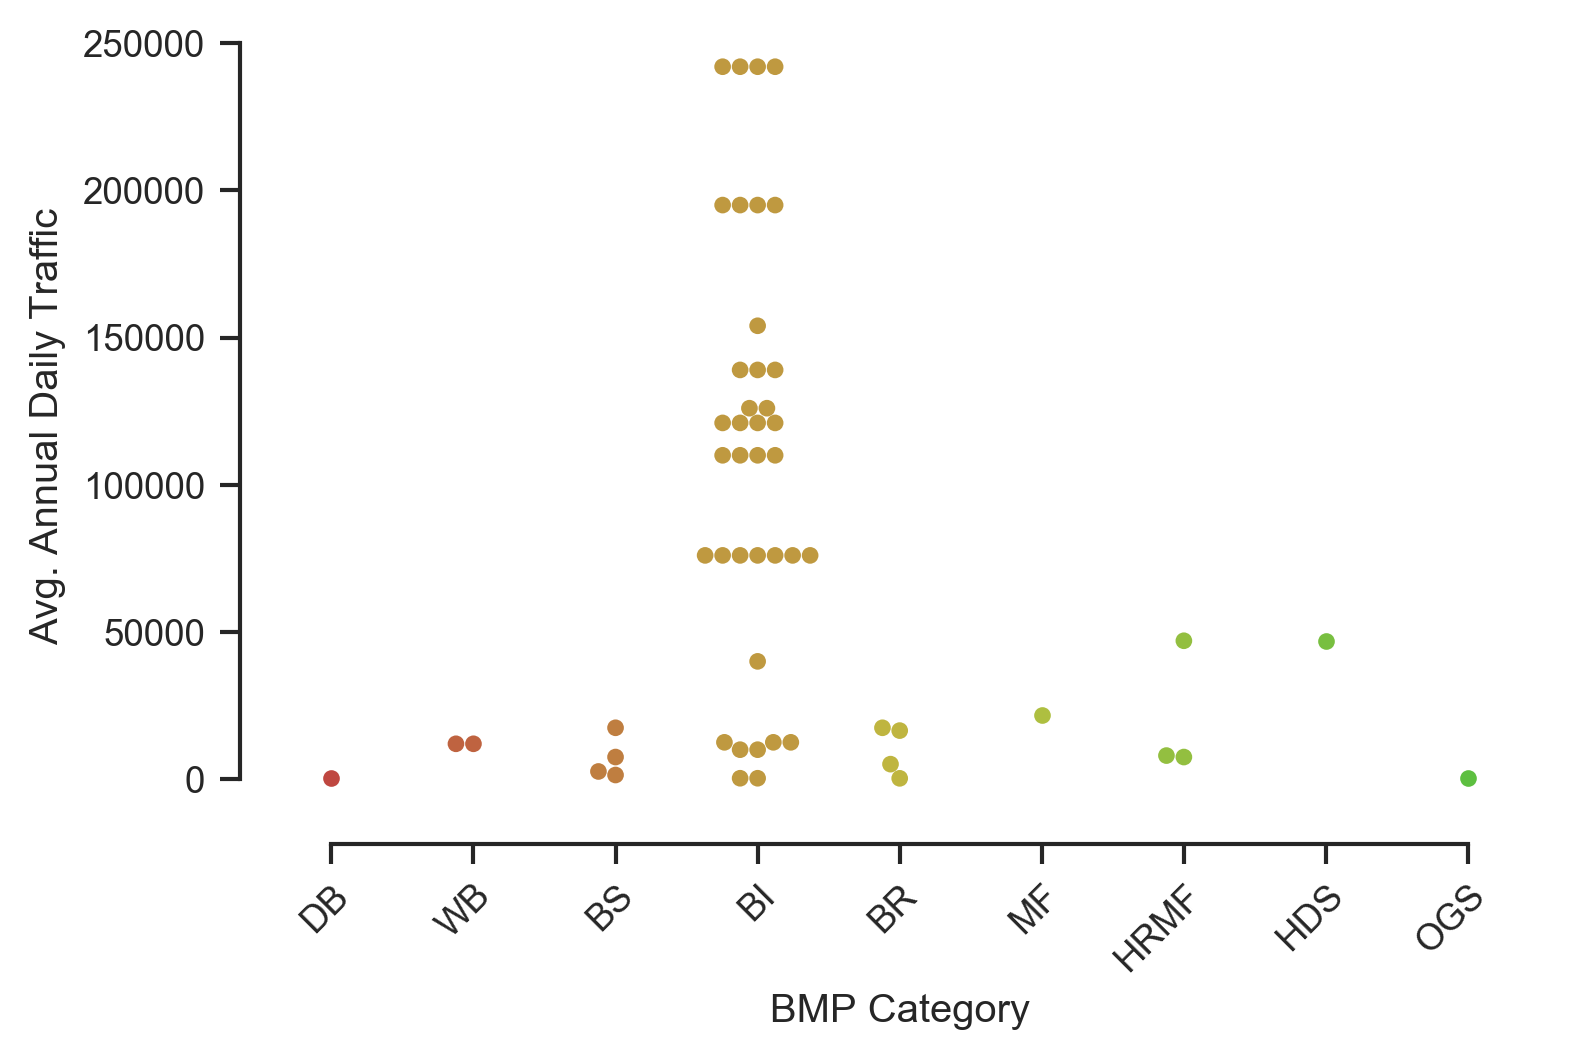 250000
200000
150000
100000
50000
0
Avg. Annual Daily Traffic
DB
WB
BS
BI
BR
MF
HRMF
HDS
OGS
BMP Category